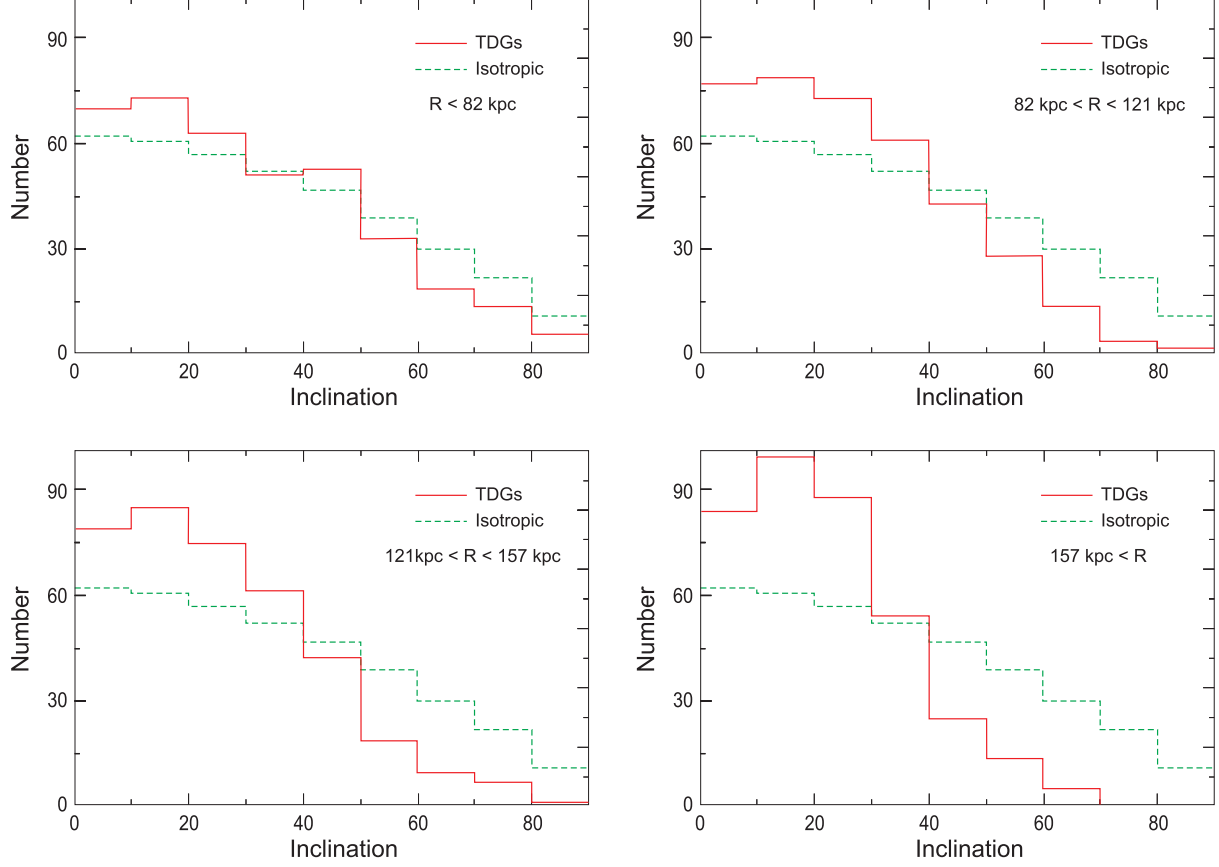 90
60
30
0
Number
TDGs
Isotropic
R < 82 kpc
0 20 40 60 80
Inclination
90
60
30
0
Number
TDGs
Isotropic
82 kpc < R < 121 kpc
0 20 40 60 80
Inclination
90
60
30
0
Number
TDGs
Isotropic
121kpc < R < 157 kpc
0 20 40 60 80
Inclination
90
60
30
0
Number
TDGs
Isotropic
157 kpc < R
0 20 40 60 80
Inclination